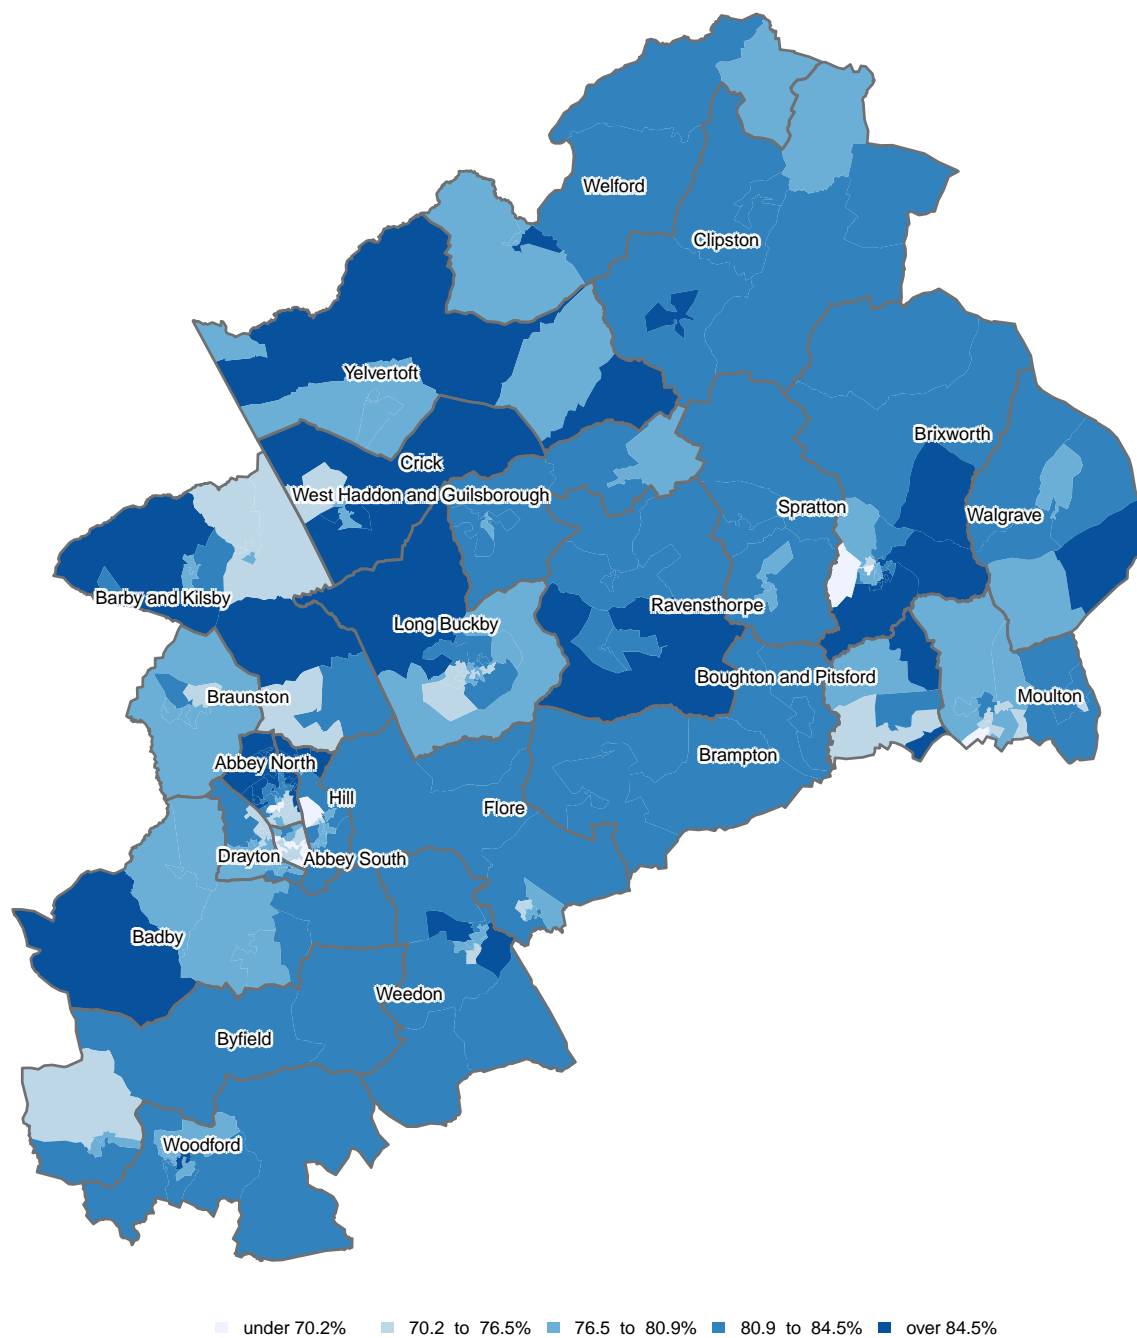 Welford
Clipston
Yelvertoft
Brixworth
Crick
West Haddon and Guilsborough
Spratton
Walgrave
Barby and Kilsby
Ravensthorpe
Long Buckby
Boughton and Pitsford
Braunston
Moulton
Brampton
Abbey North
Hill
Flore
Drayton
Abbey South
Badby
Weedon
Byfield
Woodford
under 70.2% 70.2 to 76.5% 76.5 to 80.9% 80.9 to 84.5% over 84.5%